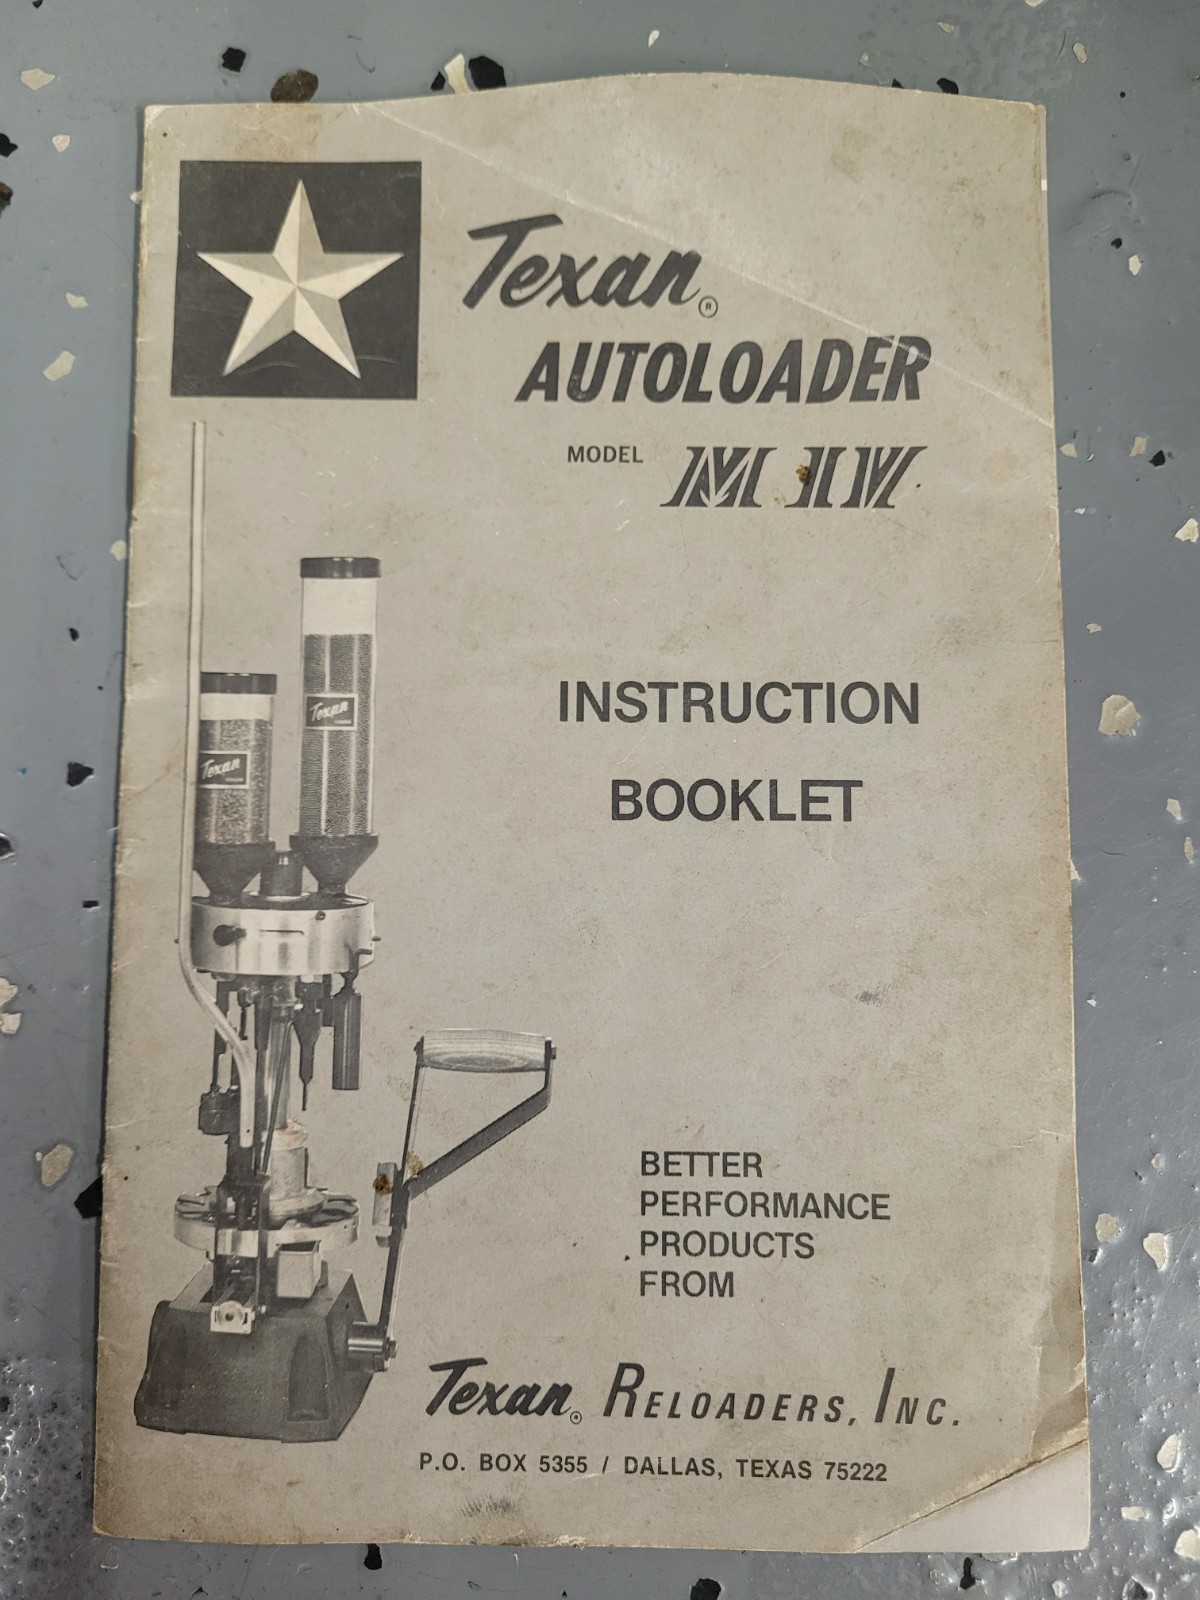 Texan®
AUTOLOADER
MODEL M IV
Texan
Texan
INSTRUCTION
BOOKLET
BETTER
PERFORMANCE
PRODUCTS
FROM
Texan® RELOADERS, INC.
P.O. BOX 5355 / DALLAS, TEXAS 75222